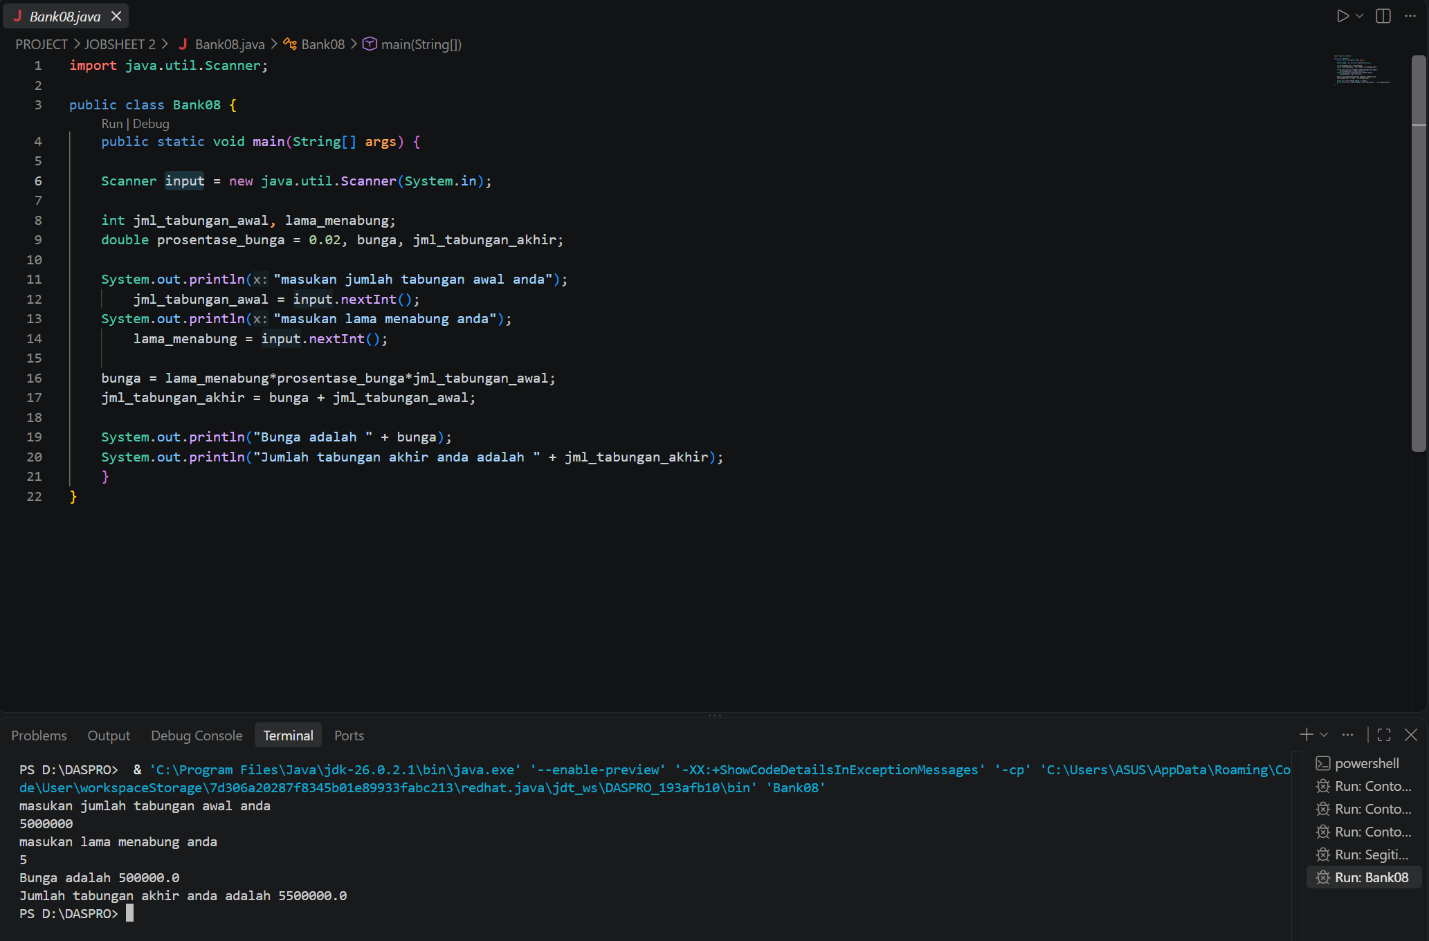 Bank08.java
PROJECT > JOBSHEET 2 > Bank08.java > Bank08 > main(String[])
1 import java.util.Scanner;
2
3 public class Bank08 {
Run | Debug
4 public static void main(String[] args) {
5
6 Scanner input = new java.util.Scanner(System.in);
7
8 int jml_tabungan_awal, lama_menabung;
9 double prosentase_bunga = 0.02, bunga, jml_tabungan_akhir;
10
11 System.out.println(x: "masukan jumlah tabungan awal anda");
12 jml_tabungan_awal = input.nextInt();
13 System.out.println(x: "masukan lama menabung anda");
14 lama_menabung = input.nextInt();
15
16 bunga = lama_menabung*prosentase_bunga*jml_tabungan_awal;
17 jml_tabungan_akhir = bunga + jml_tabungan_awal;
18
19 System.out.println("Bunga adalah " + bunga);
20 System.out.println("Jumlah tabungan akhir anda adalah " + jml_tabungan_akhir);
21 }
22 }
Problems Output Debug Console Terminal Ports
PS D:\DASPRO> & 'C:\Program Files\Java\jdk-26.0.2.1\bin\java.exe' '--enable-preview' '-XX:+ShowCodeDetailsInExceptionMessages' '-cp' 'C:\Users\ASUS\AppData\Roaming\Co
de\User\workspaceStorage\7d306a20287f8345b01e89933fabc213\redhat.java\jdt_ws\DASPRO_193afb10\bin' 'Bank08'
masukan jumlah tabungan awal anda
5000000
masukan lama menabung anda
5
Bunga adalah 500000.0
Jumlah tabungan akhir anda adalah 5500000.0
PS D:\DASPRO>
powershell
Run: Conto...
Run: Conto...
Run: Conto...
Run: Segiti...
Run: Bank08